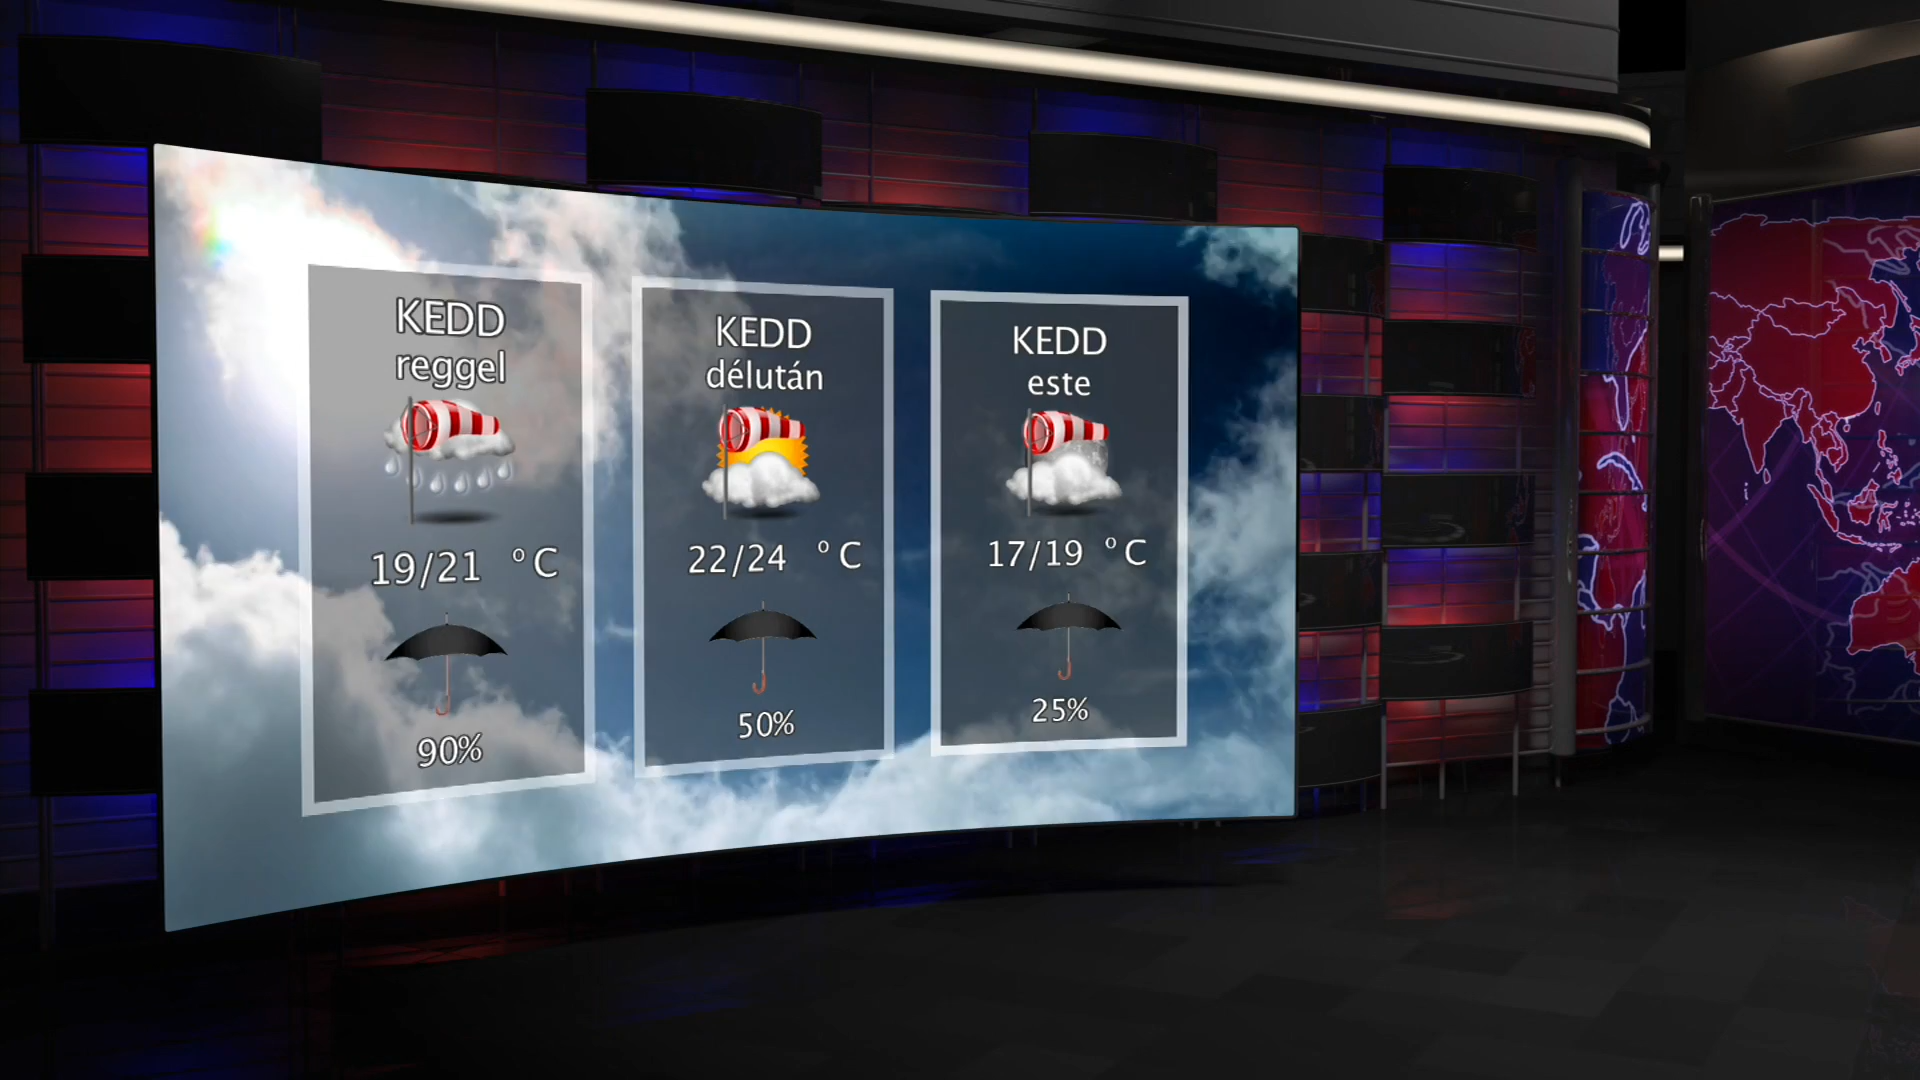 KEDD
reggel
19/21 °C
90%
KEDD
délután
22/24 °C
50%
KEDD
este
17/19 °C
25%